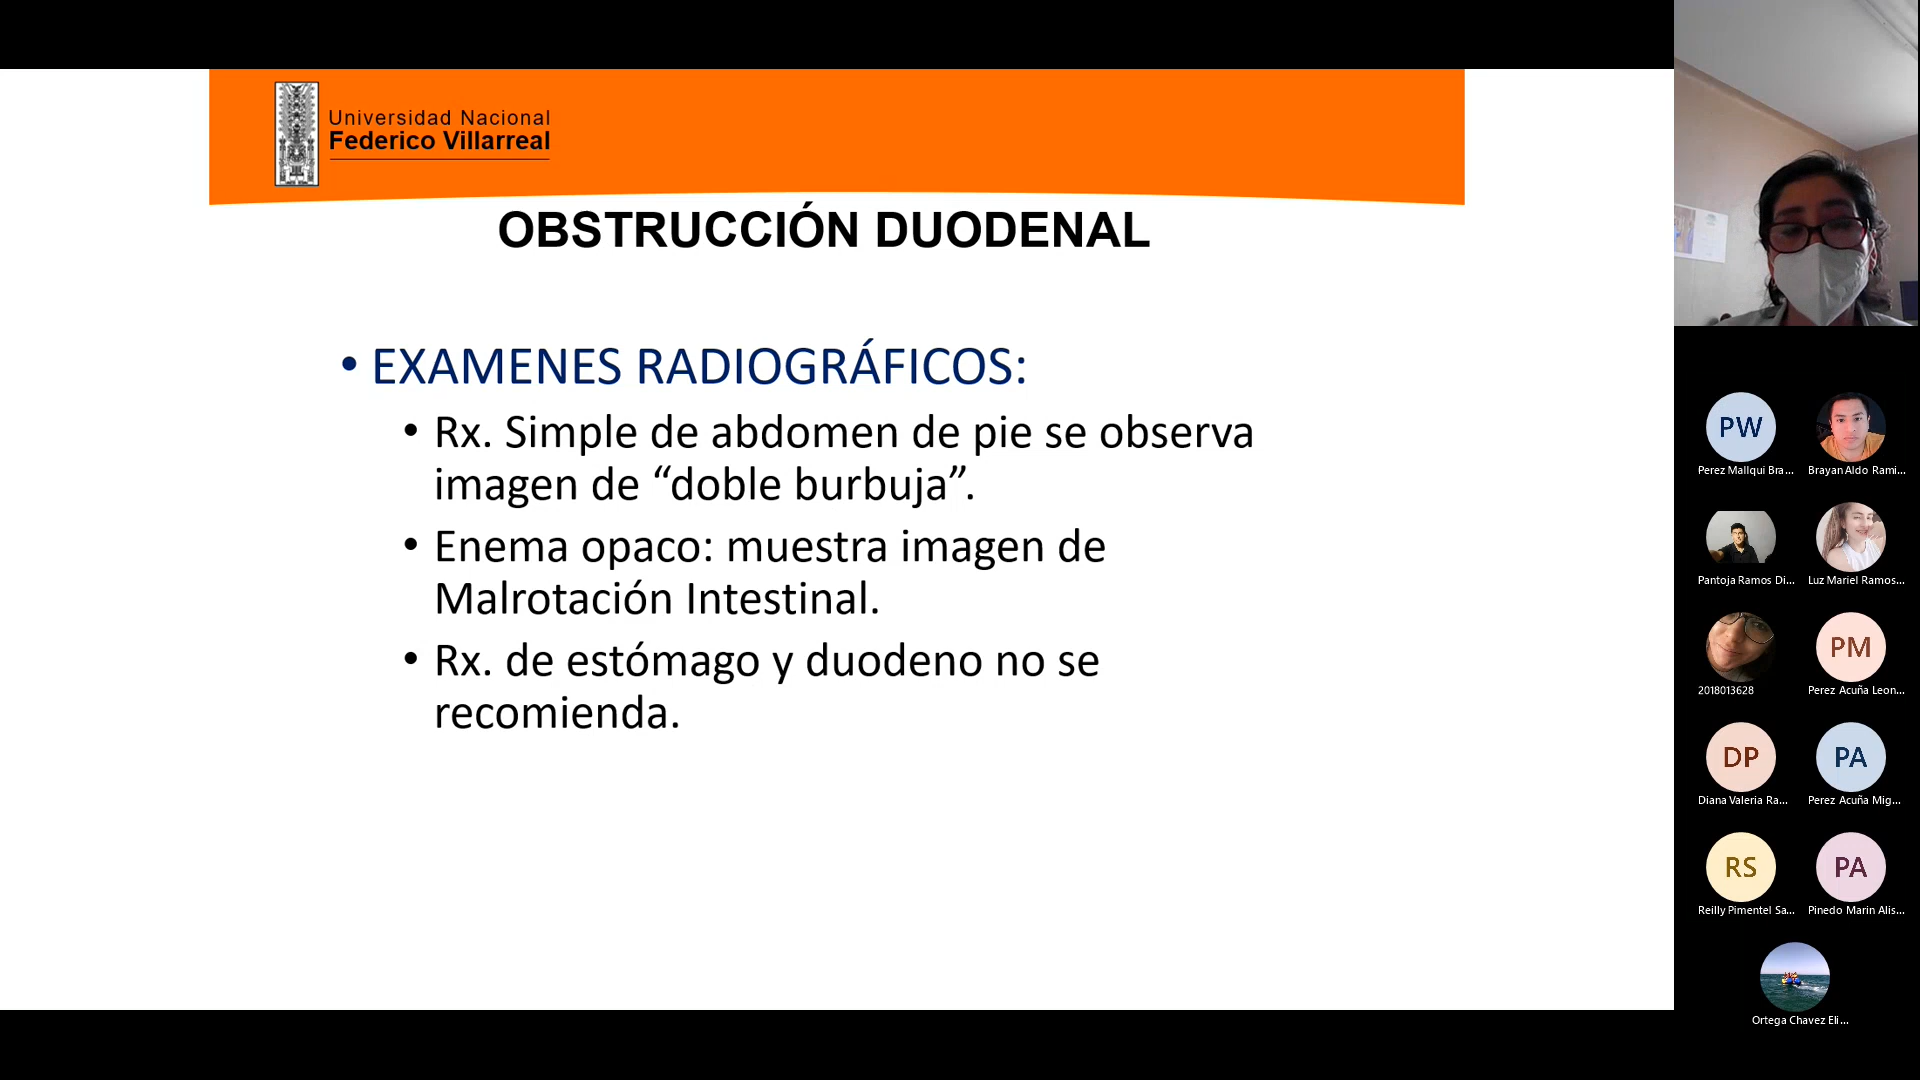 Universidad Nacional
Federico Villarreal
OBSTRUCCIÓN DUODENAL
• EXAMENES RADIOGRÁFICOS:
• Rx. Simple de abdomen de pie se observa
imagen de “doble burbuja”.
• Enema opaco: muestra imagen de
Malrotación Intestinal.
• Rx. de estómago y duodeno no se
recomienda.
PW
Perez Mallqui Bra...
Brayan Aldo Rami...
Pantoja Ramos Di...
Luz Mariel Ramos...
2018013628
PM
Perez Acuña Leon...
DP
Diana Valeria Ra...
PA
Perez Acuña Mig...
RS
Reilly Pimentel Sa...
PA
Pinedo Marin Alis...
Ortega Chavez Eli...